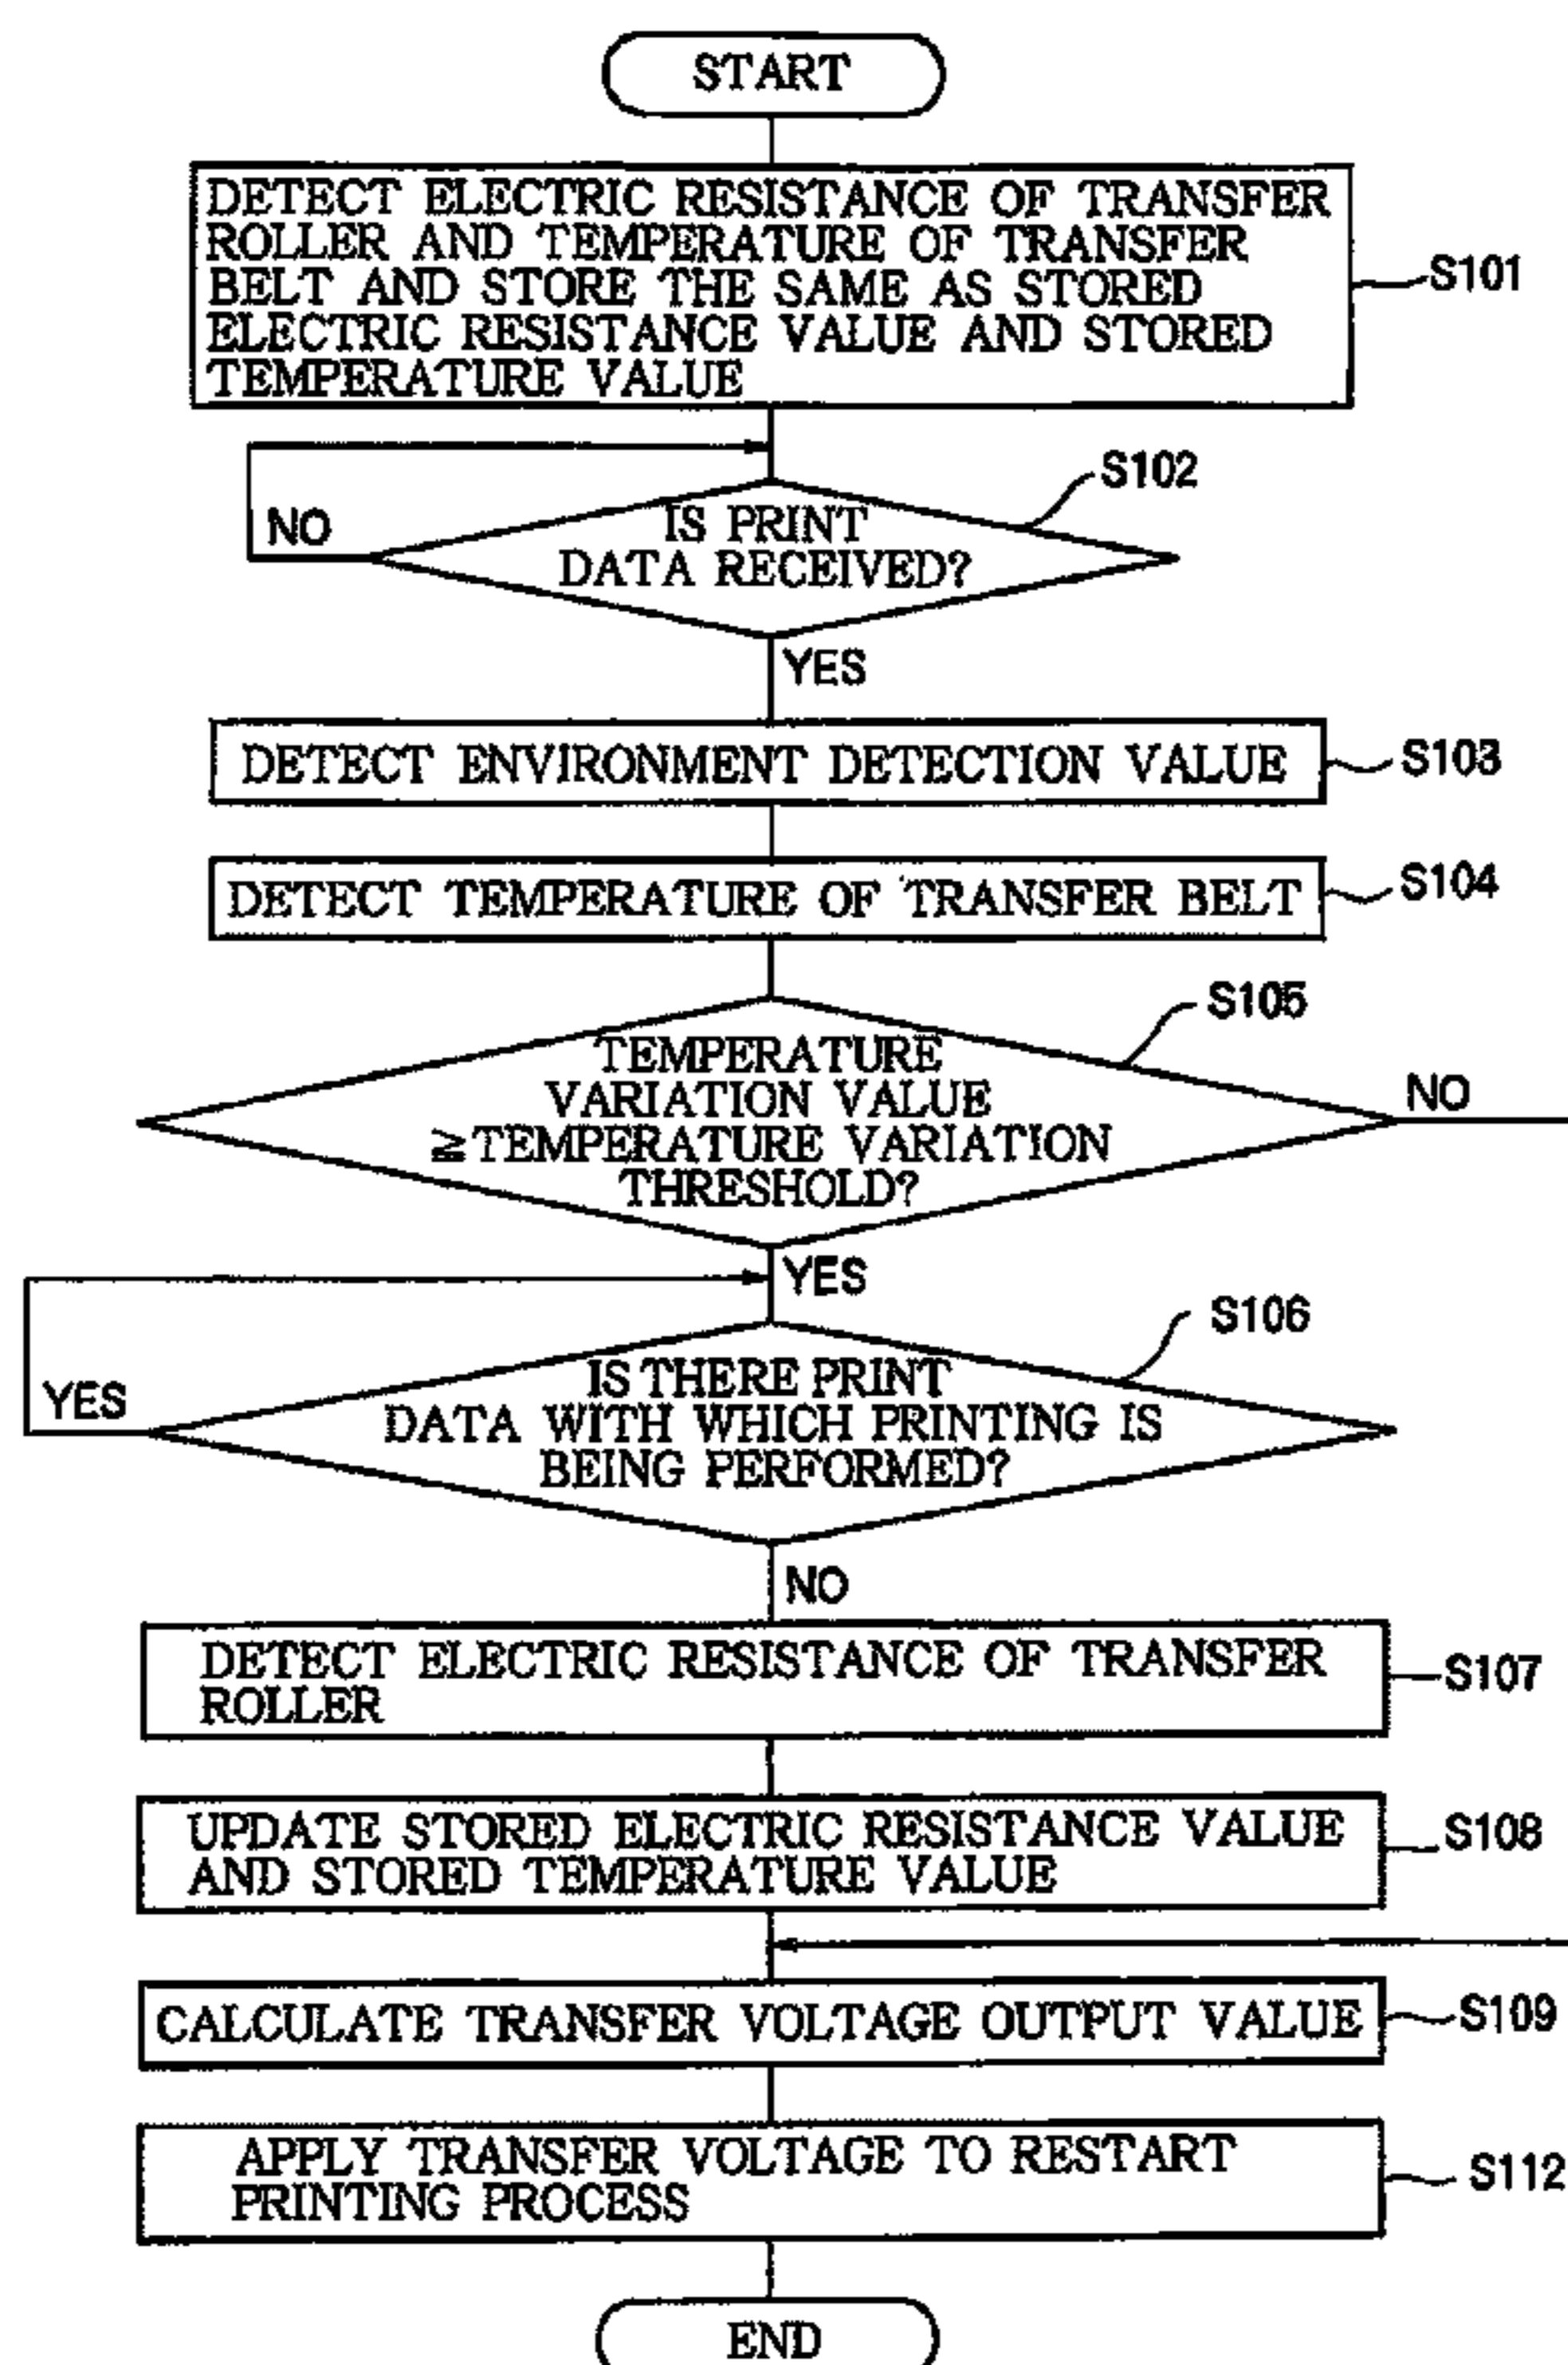 START
DETECT ELECTRIC RESISTANCE OF TRANSFER
ROLLER AND TEMPERATURE OF TRANSFER
BELT AND STORE THE SAME AS STORED
ELECTRIC RESISTANCE VALUE AND STORED
TEMPERATURE VALUE
S101
S102
IS PRINT
DATA RECEIVED?
NO
YES
DETECT ENVIRONMENT DETECTION VALUE
S103
DETECT TEMPERATURE OF TRANSFER BELT
S104
S105
TEMPERATURE
VARIATION VALUE
≧TEMPERATURE VARIATION
THRESHOLD?
NO
YES
S106
IS THERE PRINT
DATA WITH WHICH PRINTING IS
BEING PERFORMED?
YES
NO
DETECT ELECTRIC RESISTANCE OF TRANSFER
ROLLER
S107
UPDATE STORED ELECTRIC RESISTANCE VALUE
AND STORED TEMPERATURE VALUE
S108
CALCULATE TRANSFER VOLTAGE OUTPUT VALUE
S109
APPLY TRANSFER VOLTAGE TO RESTART
PRINTING PROCESS
S112
END